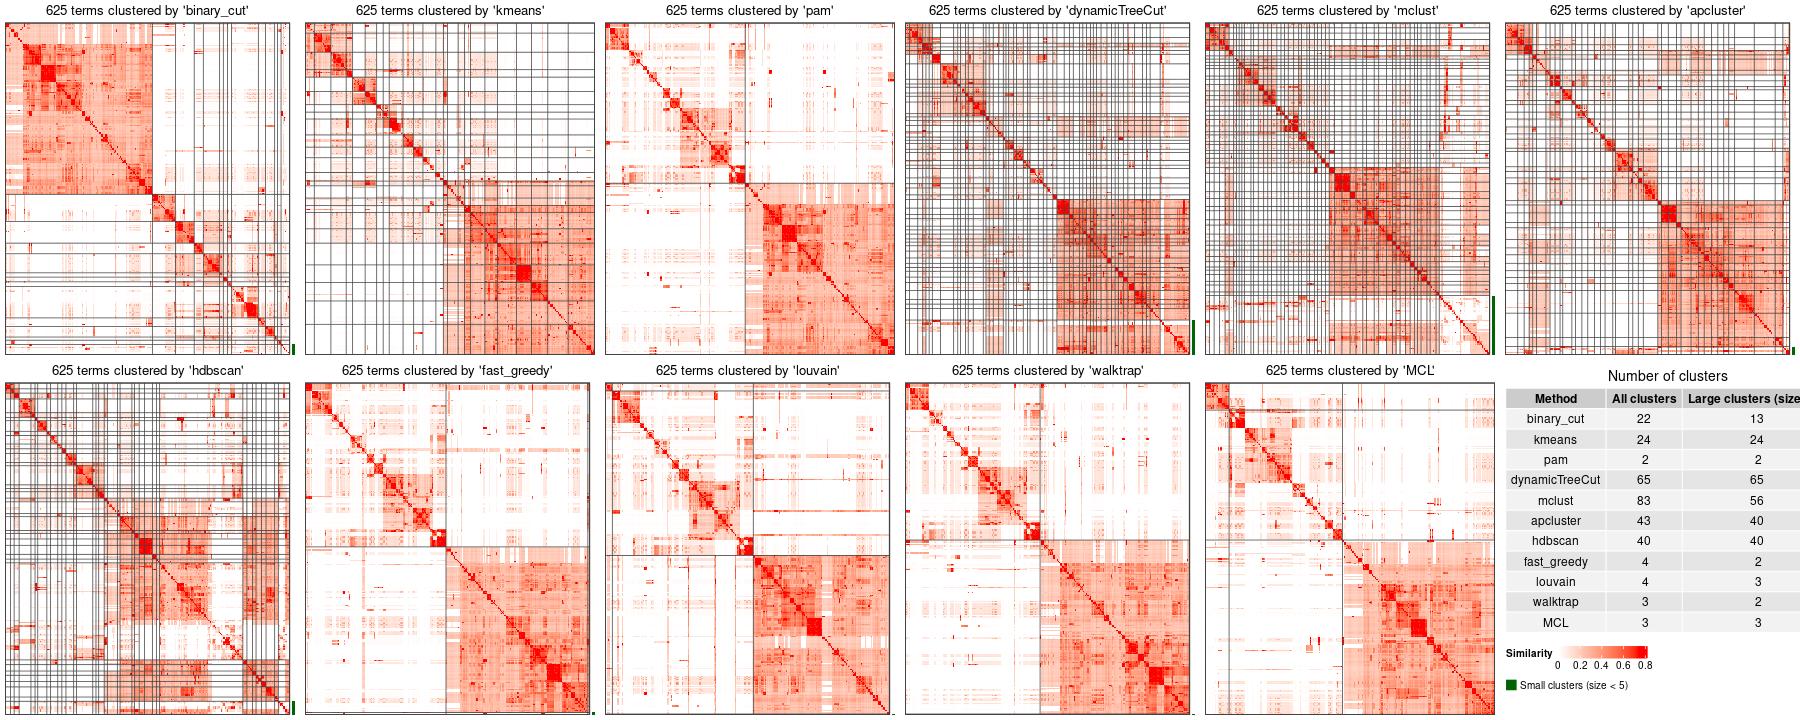 625 terms clustered by 'binary_cut'
625 terms clustered by 'kmeans'
625 terms clustered by 'pam'
625 terms clustered by 'dynamicTreeCut'
625 terms clustered by 'mclust'
625 terms clustered by 'apcluster'
625 terms clustered by 'hdbscan'
625 terms clustered by 'fast_greedy'
625 terms clustered by 'louvain'
625 terms clustered by 'walktrap'
625 terms clustered by 'MCL'
Number of clusters
Method All clusters Large clusters (size
binary_cut 22 13
kmeans 24 24
pam 2 2
dynamicTreeCut 65 65
mclust 83 56
apcluster 43 40
hdbscan 40 40
fast_greedy 4 2
louvain 4 3
walktrap 3 2
MCL 3 3
Similarity
0 0.2 0.4 0.6 0.8
Small clusters (size < 5)